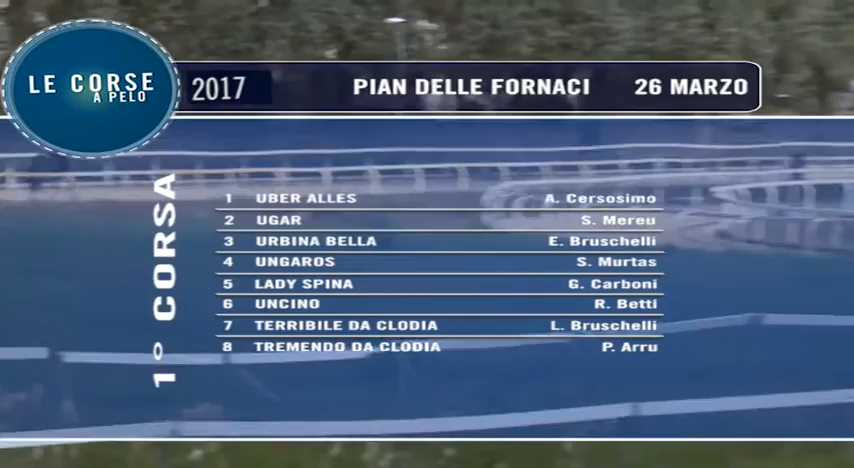 LE CORSE
A PELO
2017 PIAN DELLE FORNACI 26 MARZO
1° CORSA
1 UBER ALLES A. Cersosimo
2 UGAR S. Mereu
3 URBINA BELLA E. Bruschelli
4 UNGAROS S. Murtas
5 LADY SPINA G. Carboni
6 UNCINO R. Betti
7 TERRIBILE DA CLODIA L. Bruschelli
8 TREMENDO DA CLODIA P. Arru